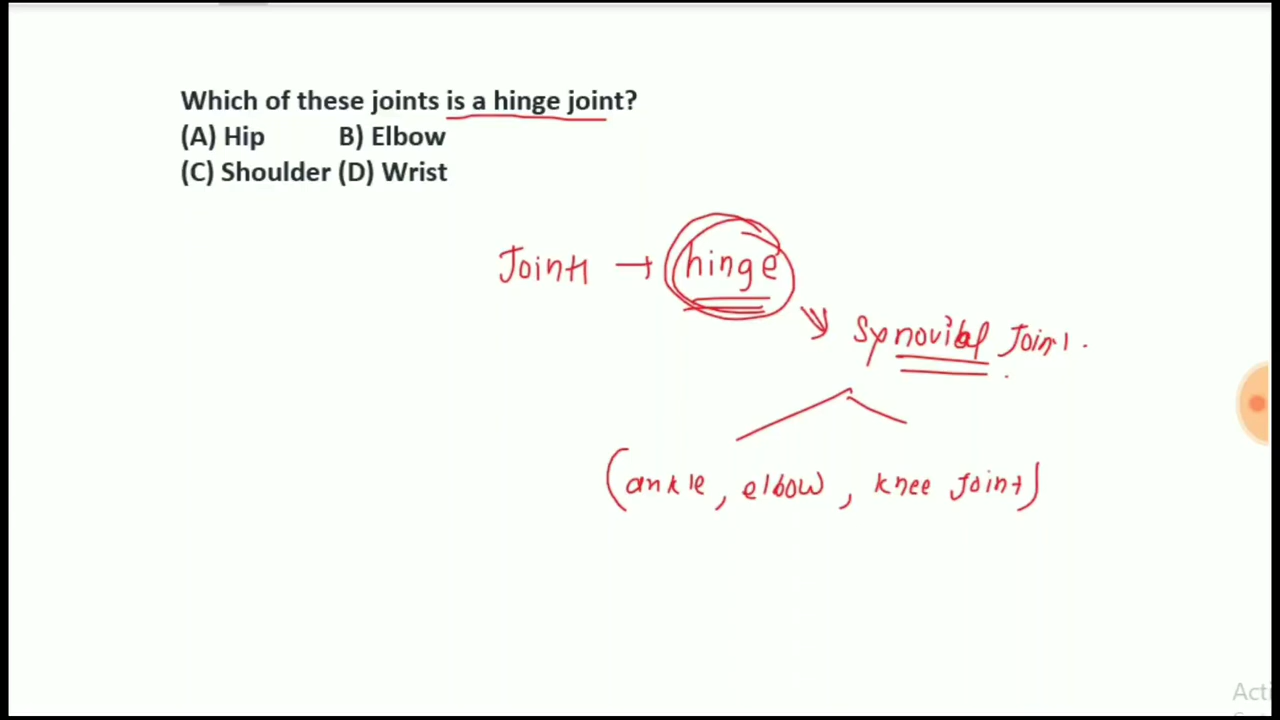 Which of these joints is a hinge joint?
(A) Hip B) Elbow
(C) Shoulder (D) Wrist
Joint → hinge
Synovial Joint.
(ankle, elbow, knee Joint)
Acti